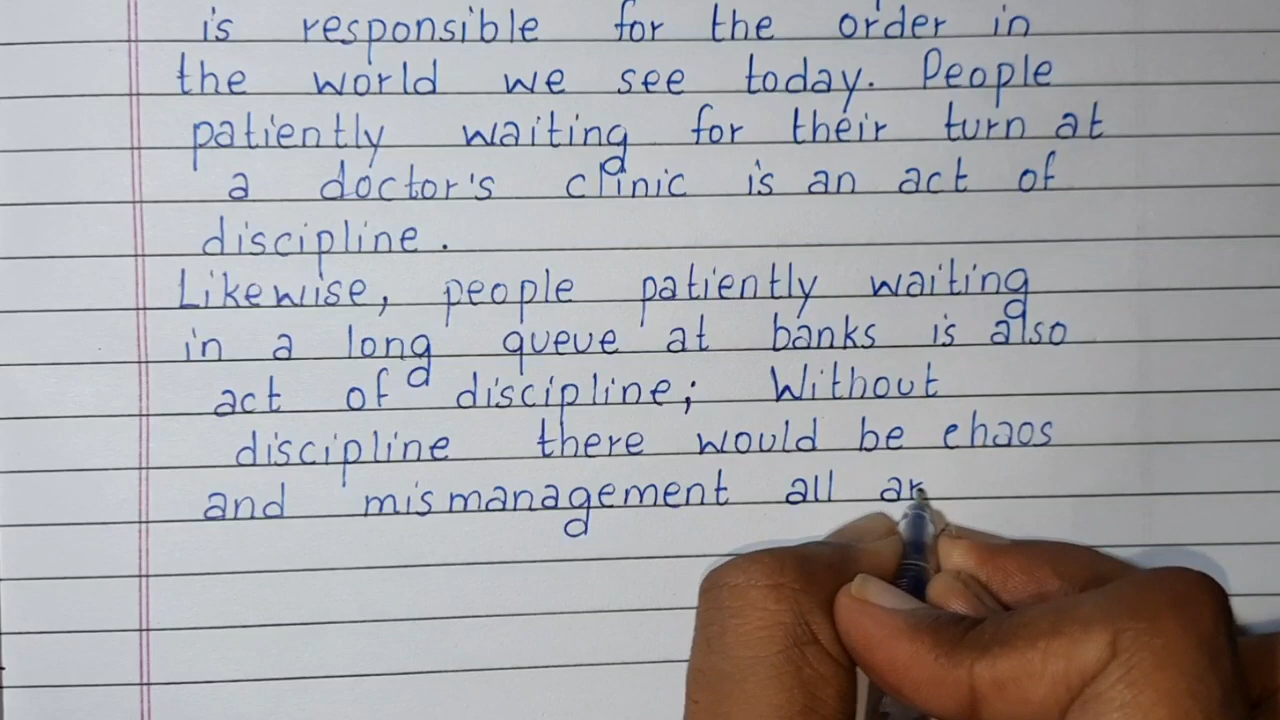 is responsible for the order in
the world we see today. People
patiently waiting for their turn at
a doctor's clinic is an act of
discipline.
Likewise, people patiently waiting
in a long queue at banks is also
act of discipline; Without
discipline there would be chaos
and mismanagement all ar